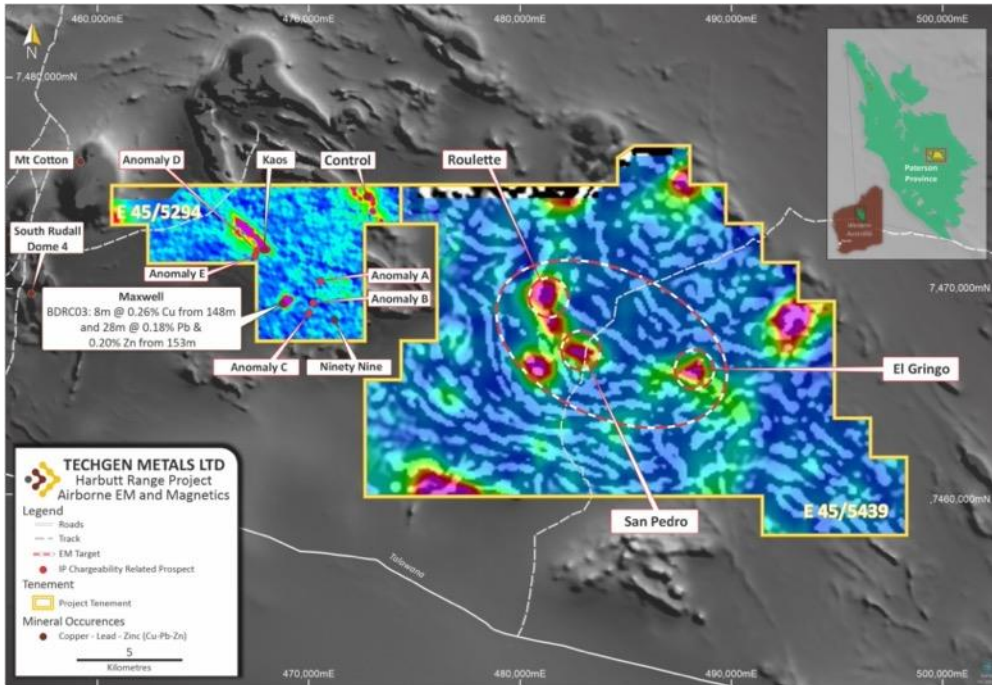 460,000mE
470,000mE
480,000mE
490,000mE
500,000mE
N
7,480,000mN
Mt Cotton
Anomaly D
Kaos
Control
Roulette
Paterson
Province
Western
Australia
E 45/5294
South Rudall
Dome 4
Anomaly E
Anomaly A
Anomaly B
Maxwell
BDRC03: 8m @ 0.26% Cu from 148m
and 28m @ 0.18% Pb &
0.20% Zn from 153m
7,470,000mN
Anomaly C
Ninety Nine
El Gringo
TECHGEN METALS LTD
Harbutt Range Project
Airborne EM and Magnetics
Legend
Roads
Track
EM Target
IP Chargeability Related Prospect
Tenement
Project Tenement
Mineral Occurences
Copper - Lead - Zinc (Cu-Pb-Zn)
5
Kilometres
7460,000mN
E 45/5439
San Pedro
Talawana
470,000mE
480,000mE
490,000mE
500,000mE